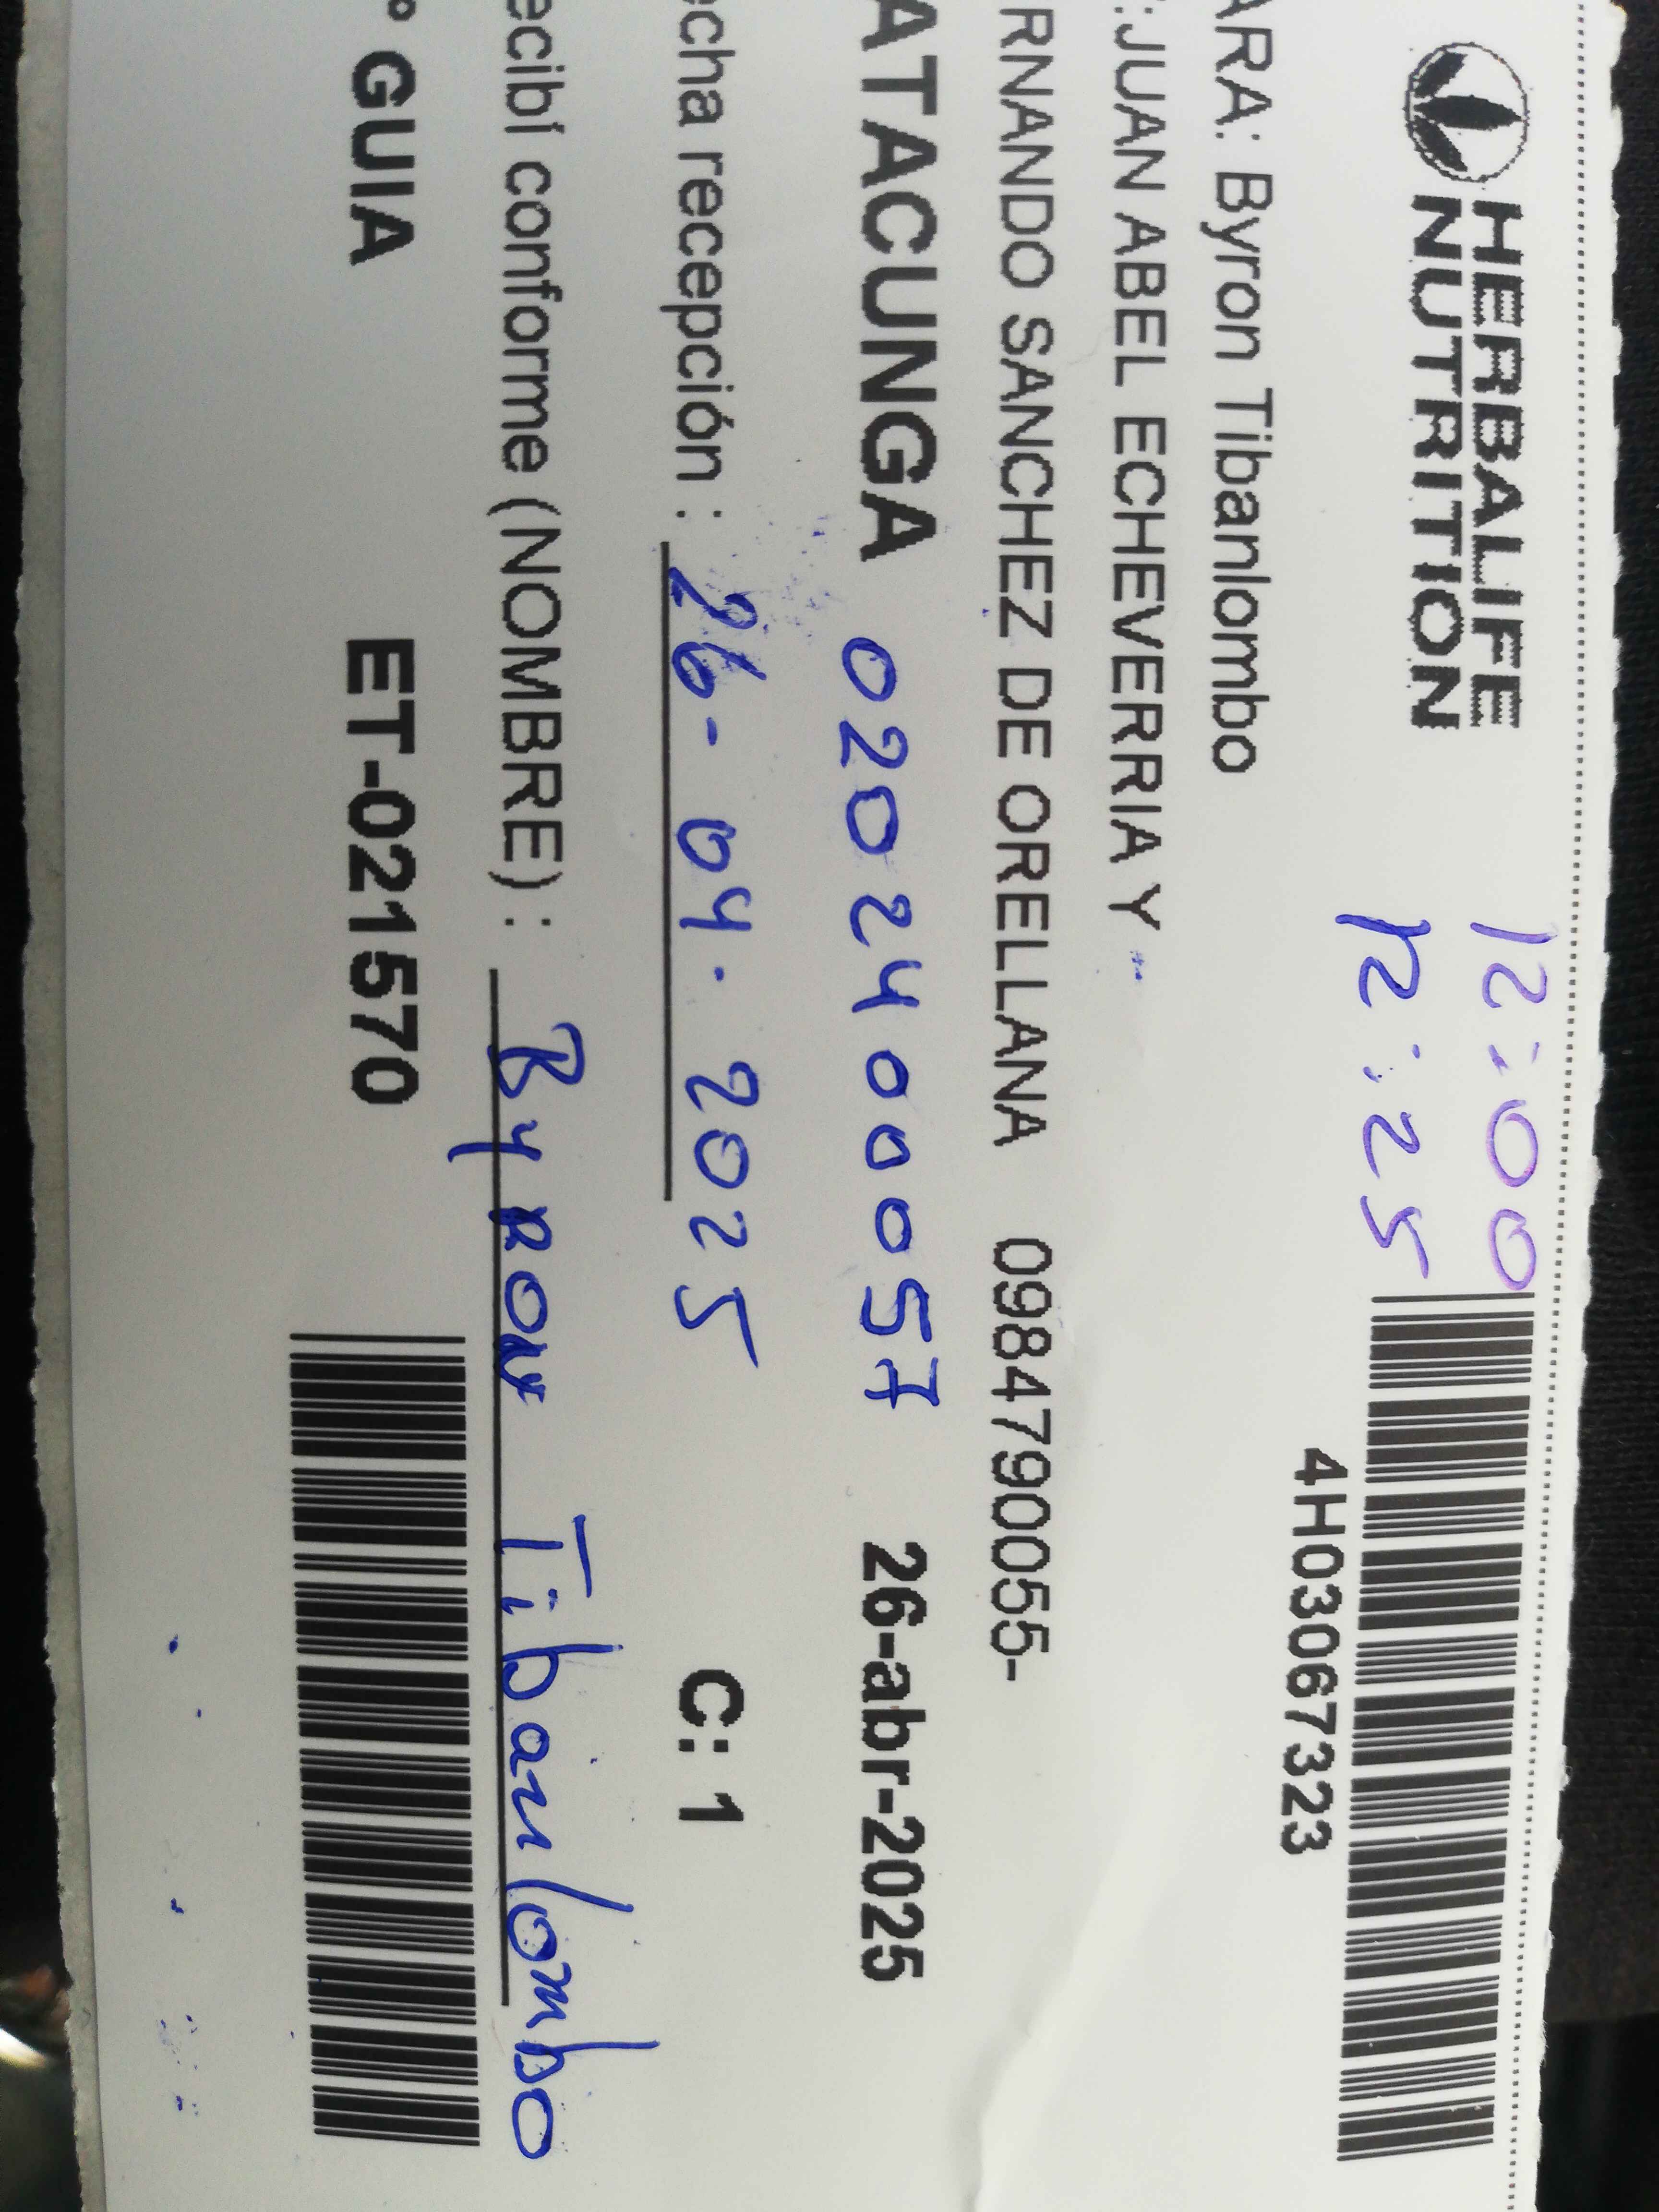 HERBALIFE
NUTRITION
12:00
12:25
4H03067323
ARA: Byron Tibanlombo
:JUAN ABEL ECHEVERRIA Y
RNANDO SANCHEZ DE ORELLANA 0984790055-
ATACUNGA 0202400057 26-abr-2025
echa recepción : 26-04.2025 C: 1
ecibí conforme (NOMBRE) : Byron Tibanlombo
° GUIA ET-021570